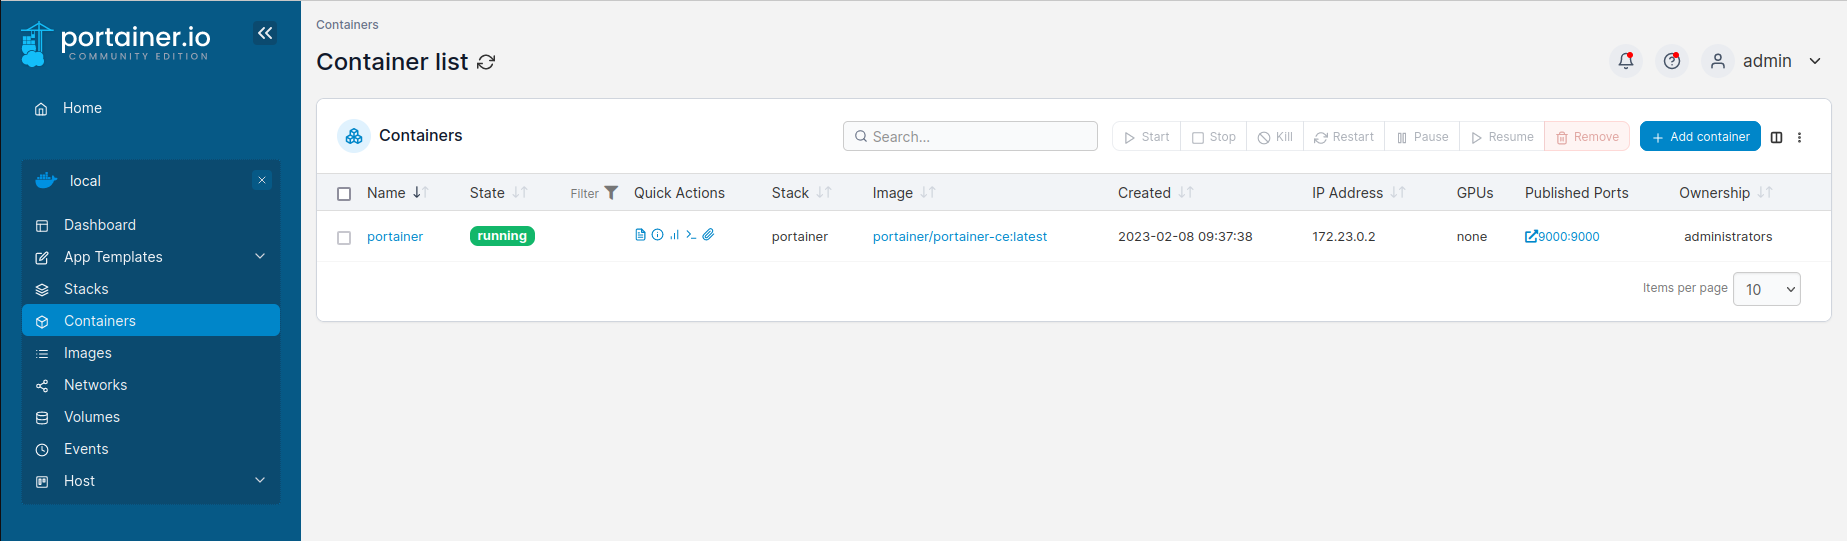 portainer.io
COMMUNITY EDITION
Home
local
Dashboard
App Templates
Stacks
Containers
Images
Networks
Volumes
Events
Host
Containers
Container list
admin
Containers
Search...
Start Stop Kill Restart Pause Resume Remove
+ Add container
Name State Filter Quick Actions Stack Image Created IP Address GPUs Published Ports Ownership
portainer running portainer portainer/portainer-ce:latest 2023-02-08 09:37:38 172.23.0.2 none 9000:9000 administrators
Items per page 10